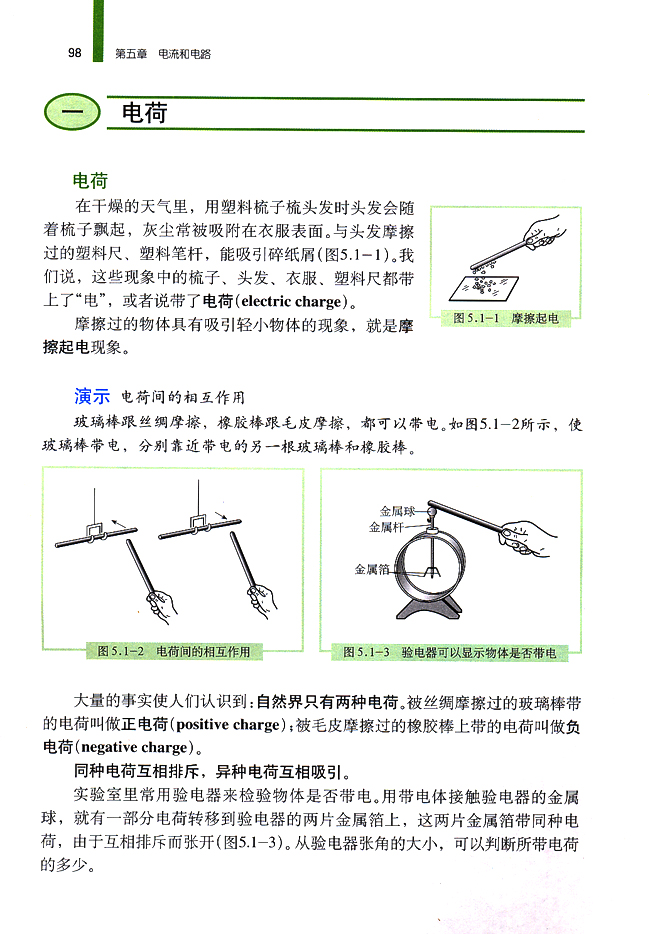 98 第五章 电流和电路
一 电荷
电荷
在干燥的天气里，用塑料梳子梳头发时头发会随
着梳子飘起，灰尘常被吸附在衣服表面。与头发摩擦
过的塑料尺、塑料笔杆，能吸引碎纸屑(图5.1-1)。我
们说，这些现象中的梳子、头发、衣服、塑料尺都带
上了“电”，或者说带了电荷(electric charge)。
摩擦过的物体具有吸引轻小物体的现象，就是摩
擦起电现象。
图 5.1-1 摩擦起电
演示 电荷间的相互作用
玻璃棒跟丝绸摩擦，橡胶棒跟毛皮摩擦，都可以带电。如图5.1-2所示，使
玻璃棒带电，分别靠近带电的另一根玻璃棒和橡胶棒。
图 5.1-2 电荷间的相互作用
金属球
金属杆
金属箔
图 5.1-3 验电器可以显示物体是否带电
大量的事实使人们认识到：自然界只有两种电荷。被丝绸摩擦过的玻璃棒带
的电荷叫做正电荷(positive charge)；被毛皮摩擦过的橡胶棒上带的电荷叫做负
电荷(negative charge)。
同种电荷互相排斥，异种电荷互相吸引。
实验室里常用验电器来检验物体是否带电。用带电体接触验电器的金属
球，就有一部分电荷转移到验电器的两片金属箔上，这两片金属箔带同种电
荷，由于互相排斥而张开(图5.1-3)。从验电器张角的大小，可以判断所带电荷
的多少。